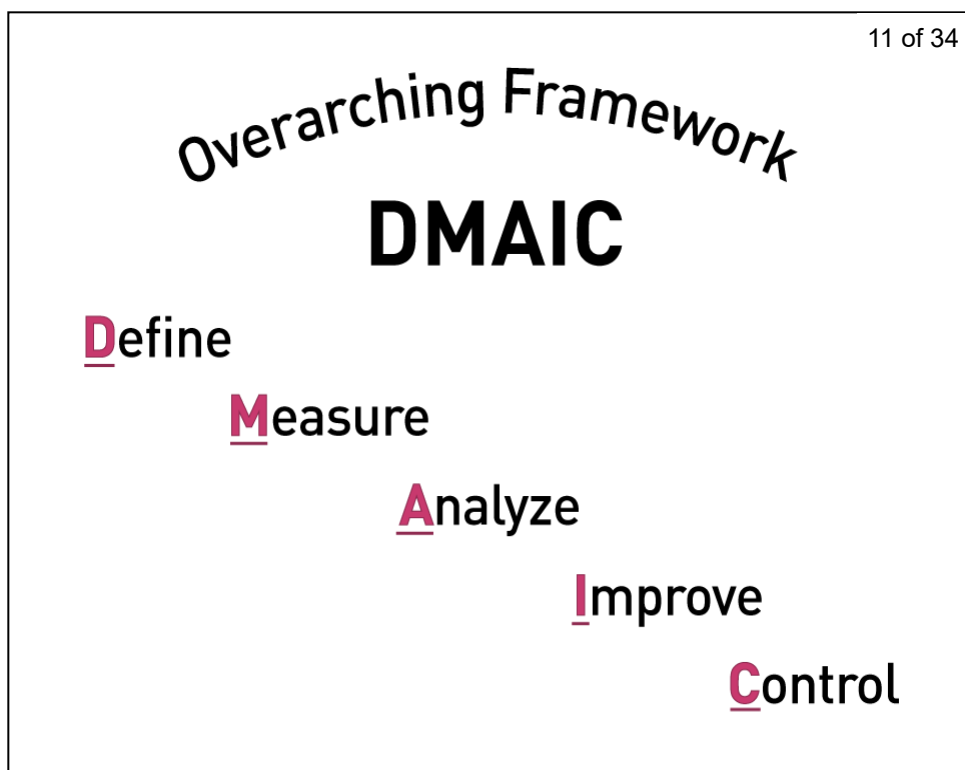 11 of 34
Overarching Framework
DMAIC
Define
Measure
Analyze
Improve
Control